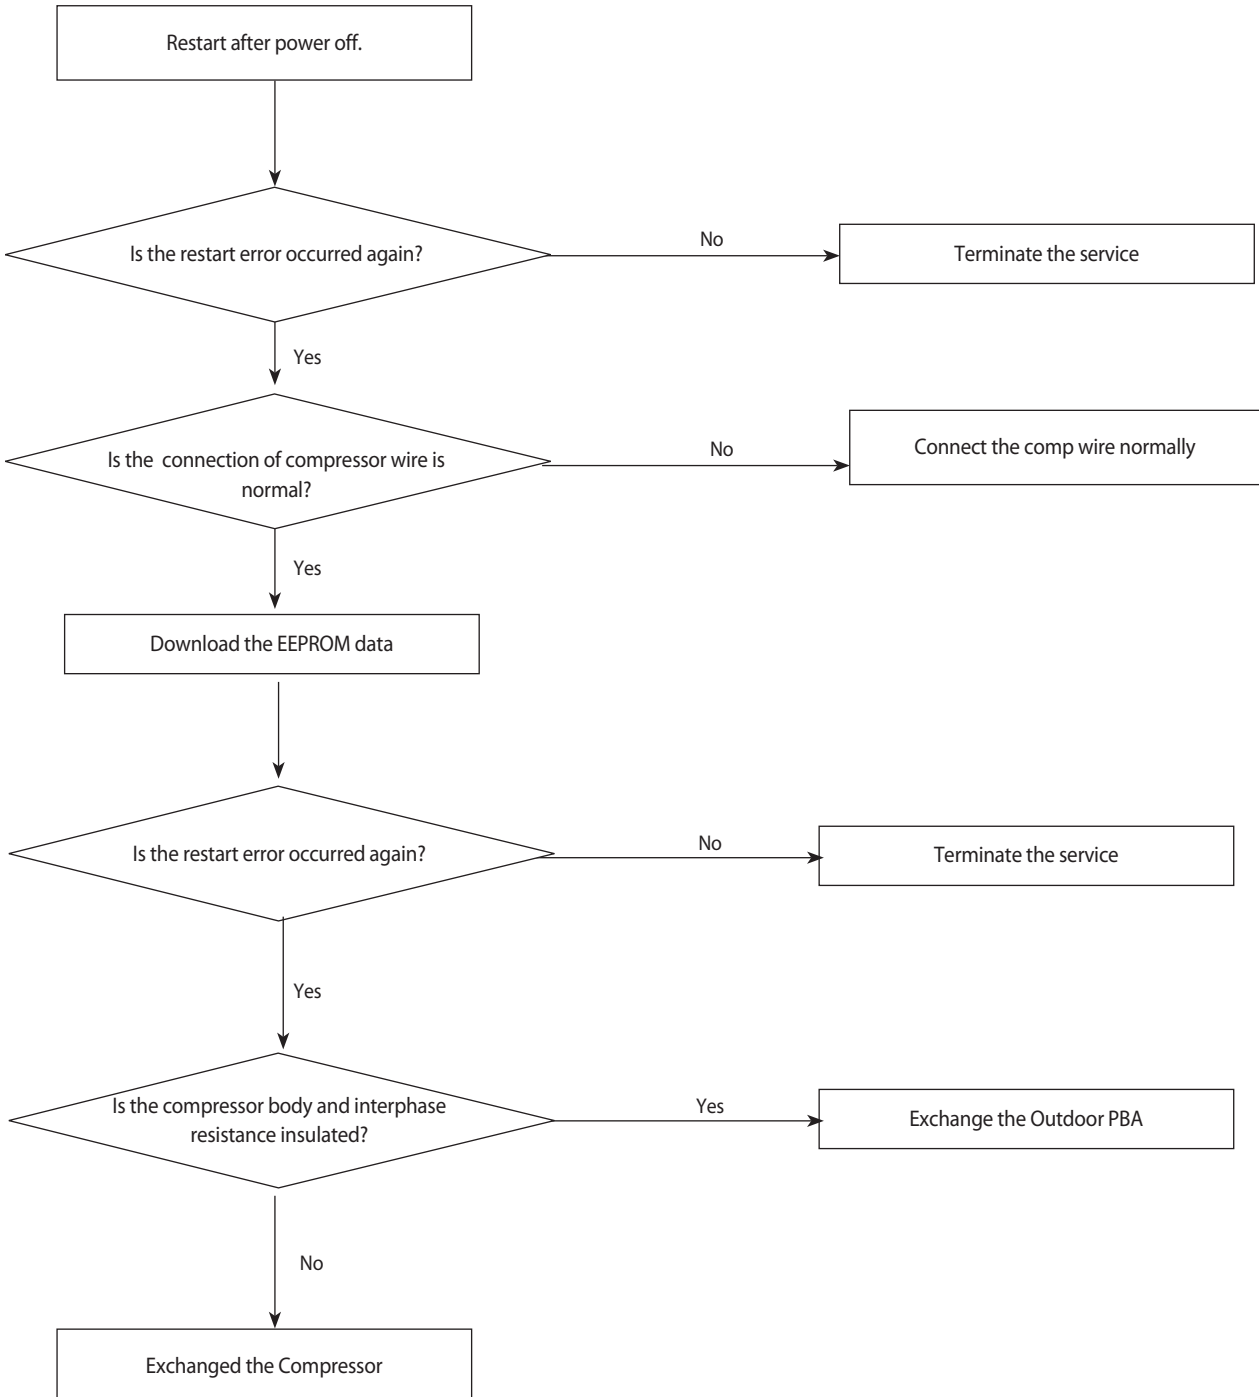 Restart after power off.
Is the restart error occurred again?
No
Terminate the service
Yes
Is the connection of compressor wire is
normal?
No
Connect the comp wire normally
Yes
Download the EEPROM data
Is the restart error occurred again?
No
Terminate the service
Yes
Is the compressor body and interphase
resistance insulated?
Yes
Exchange the Outdoor PBA
No
Exchanged the Compressor